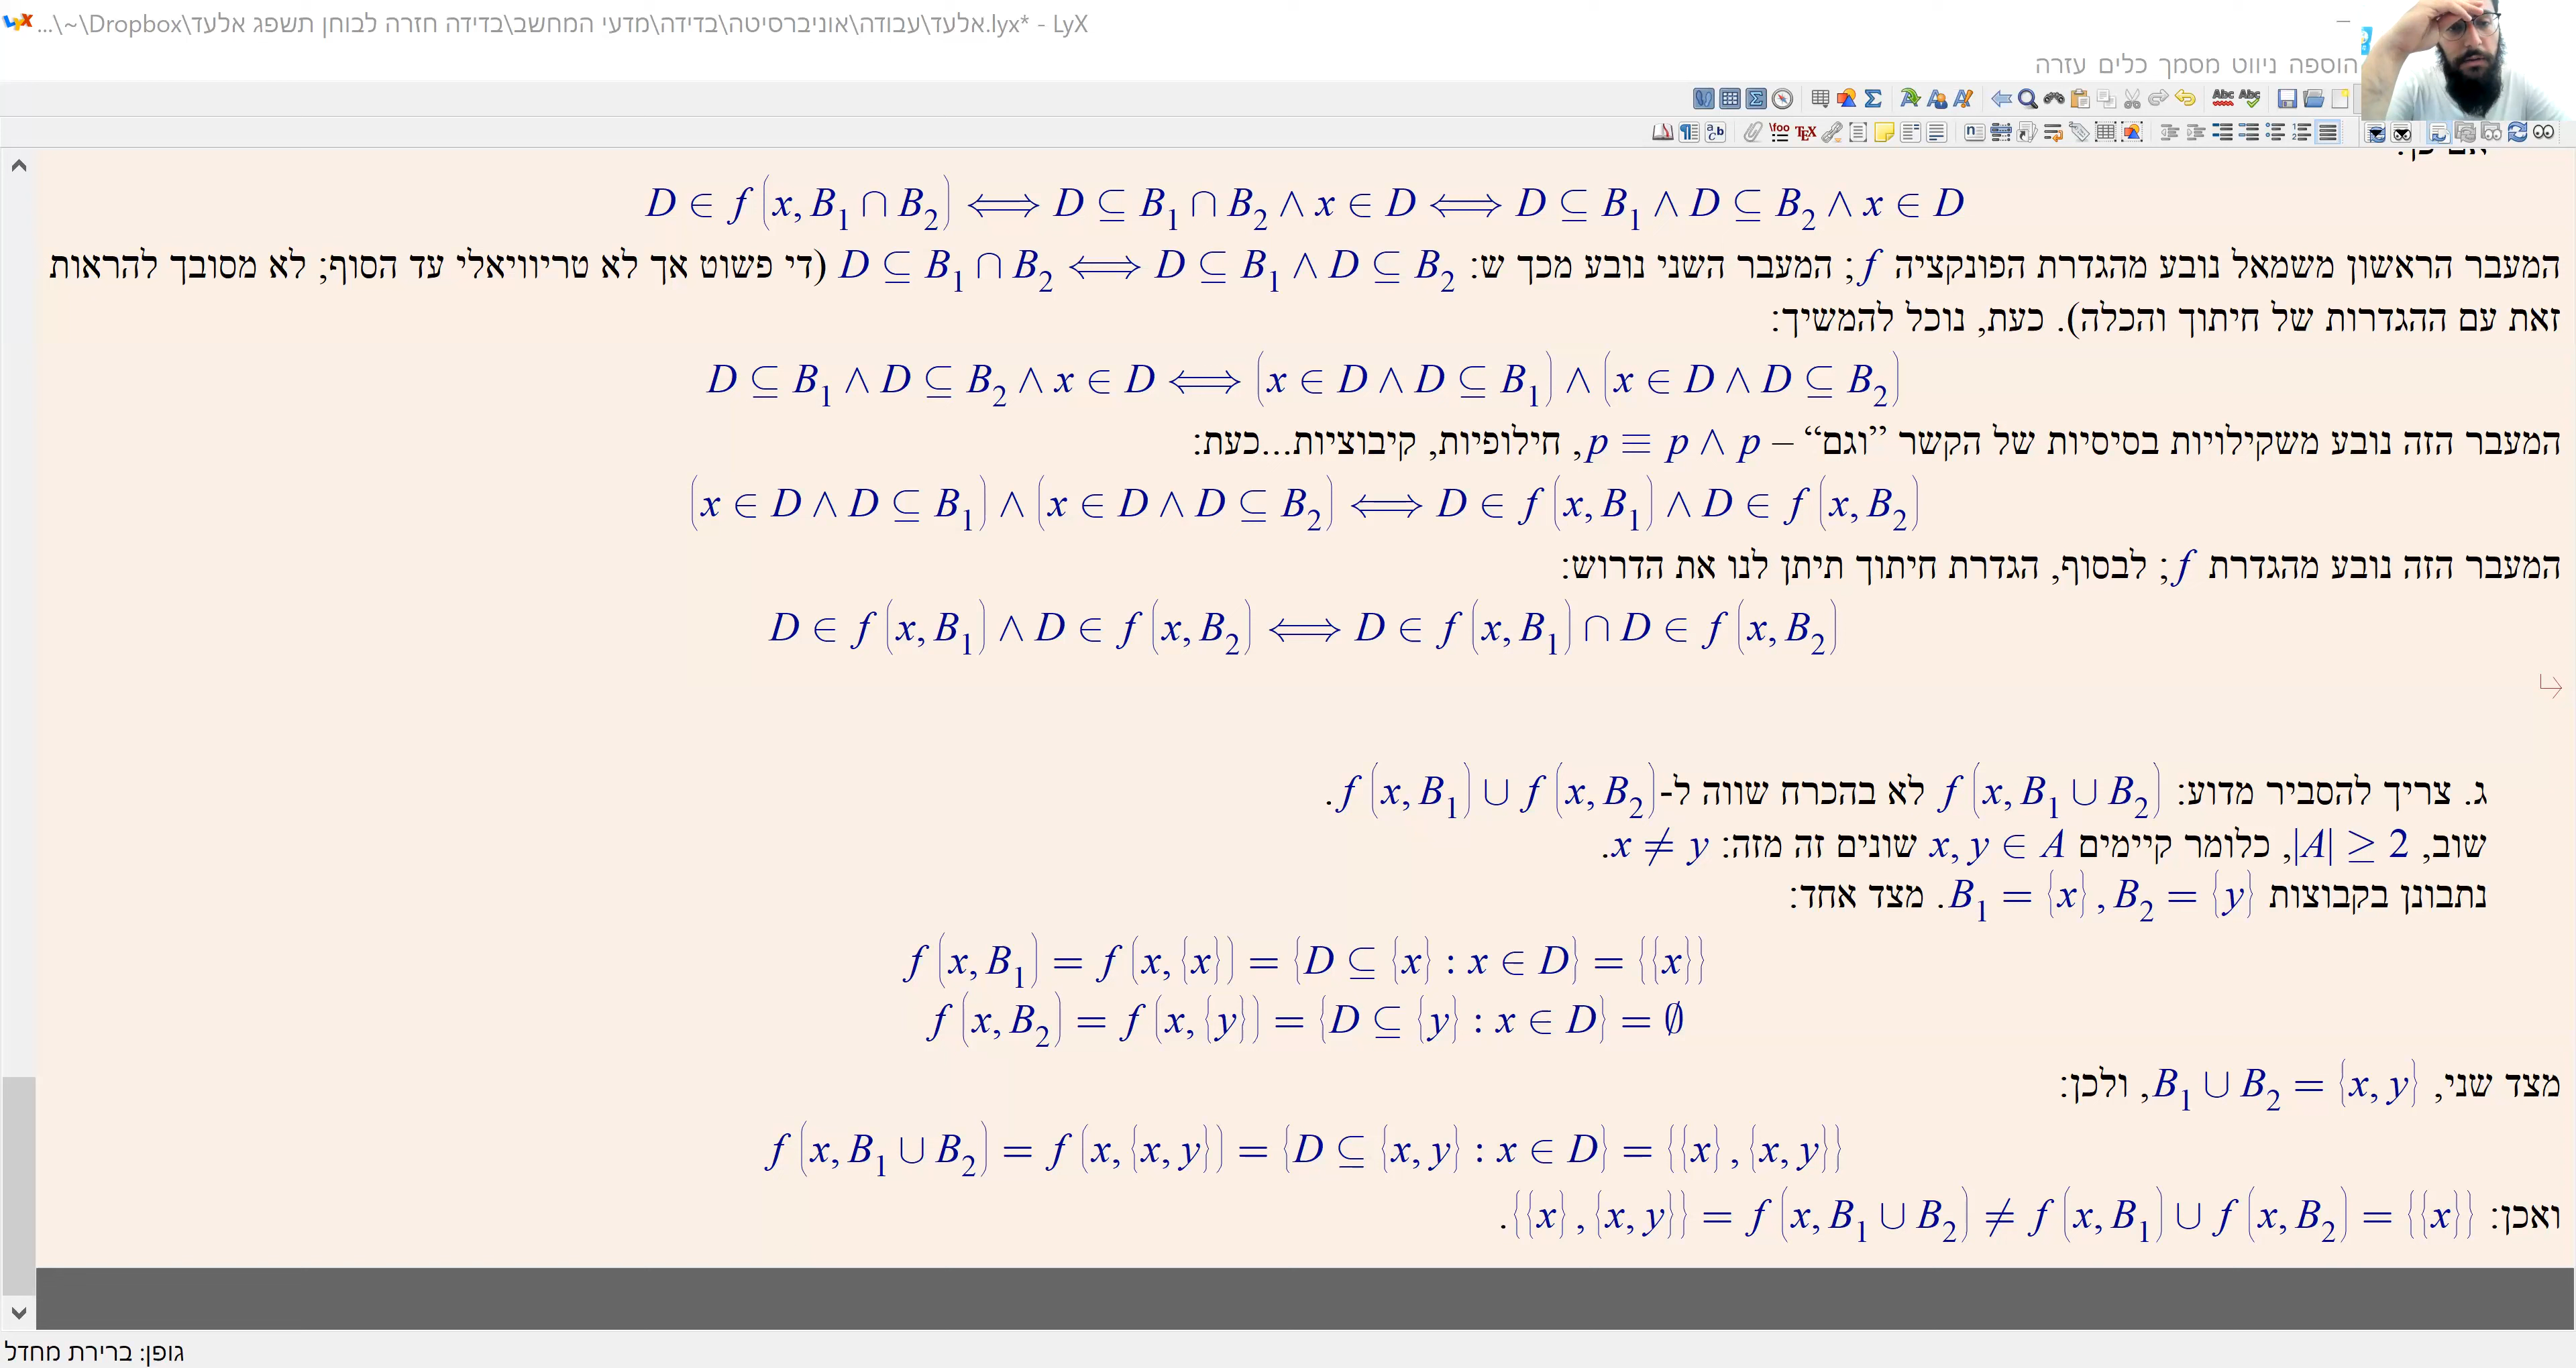 ...\~\Dropbox\אלעד\עבודה\אוניברסיטה\בדידה\מדעי המחשב\בדידה חזרה לבוחן תשפג אלעד.lyx* - LyX
הוספה ניווט מסמך כלים עזרה
D ∈ f(x, B₁ ∩ B₂) ⟺ D ⊆ B₁ ∩ B₂ ∧ x ∈ D ⟺ D ⊆ B₁ ∧ D ⊆ B₂ ∧ x ∈ D
המעבר הראשון משמאל נובע מהגדרת הפונקציה f; המעבר השני נובע מכך ש: D ⊆ B₁ ∩ B₂ ⟺ D ⊆ B₁ ∧ D ⊆ B₂ (די פשוט אך לא טריוויאלי עד הסוף; לא מסובך להראות
זאת עם ההגדרות של חיתוך והכלה). כעת, נוכל להמשיך:
D ⊆ B₁ ∧ D ⊆ B₂ ∧ x ∈ D ⟺ (x ∈ D ∧ D ⊆ B₁) ∧ (x ∈ D ∧ D ⊆ B₂)
המעבר הזה נובע משקילויות בסיסיות של הקשר ”וגם“ – p ≡ p ∧ p, חילופיות, קיבוציות...כעת:
(x ∈ D ∧ D ⊆ B₁) ∧ (x ∈ D ∧ D ⊆ B₂) ⟺ D ∈ f(x, B₁) ∧ D ∈ f(x, B₂)
המעבר הזה נובע מהגדרת f; לבסוף, הגדרת חיתוך תיתן לנו את הדרוש:
D ∈ f(x, B₁) ∧ D ∈ f(x, B₂) ⟺ D ∈ f(x, B₁) ∩ D ∈ f(x, B₂)
ג. צריך להסביר מדוע: f(x, B₁ ∪ B₂) לא בהכרח שווה ל-f(x, B₁) ∪ f(x, B₂).
שוב, |A| ≥ 2, כלומר קיימים x, y ∈ A שונים זה מזה: x ≠ y.
נתבונן בקבוצות B₁ = {x}, B₂ = {y}. מצד אחד:
f(x, B₁) = f(x, {x}) = {D ⊆ {x} : x ∈ D} = {{x}}
f(x, B₂) = f(x, {y}) = {D ⊆ {y} : x ∈ D} = ∅
מצד שני, B₁ ∪ B₂ = {x, y}, ולכן:
f(x, B₁ ∪ B₂) = f(x, {x, y}) = {D ⊆ {x, y} : x ∈ D} = {{x}, {x, y}}
ואכן: {{x}, {x, y}} = f(x, B₁ ∪ B₂) ≠ f(x, B₁) ∪ f(x, B₂) = {{x}}.
גופן: ברירת מחדל